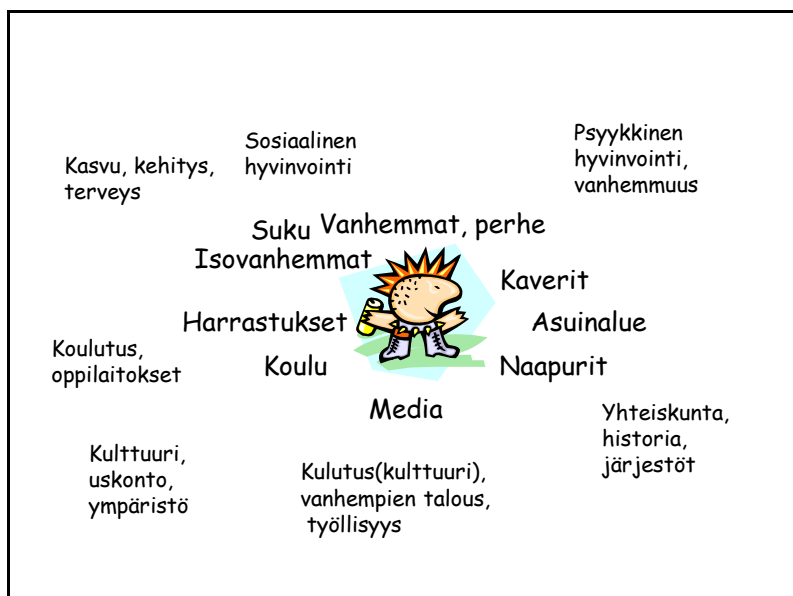 Sosiaalinen
hyvinvointi
Psyykkinen
hyvinvointi,
vanhemmuus
Kasvu, kehitys,
terveys
Suku
Vanhemmat, perhe
Isovanhemmat
Kaverit
Harrastukset
Asuinalue
Koulutus,
oppilaitokset
Koulu
Naapurit
Media
Yhteiskunta,
historia,
järjestöt
Kulttuuri,
uskonto,
ympäristö
Kulutus(kulttuuri),
vanhempien talous,
työllisyys